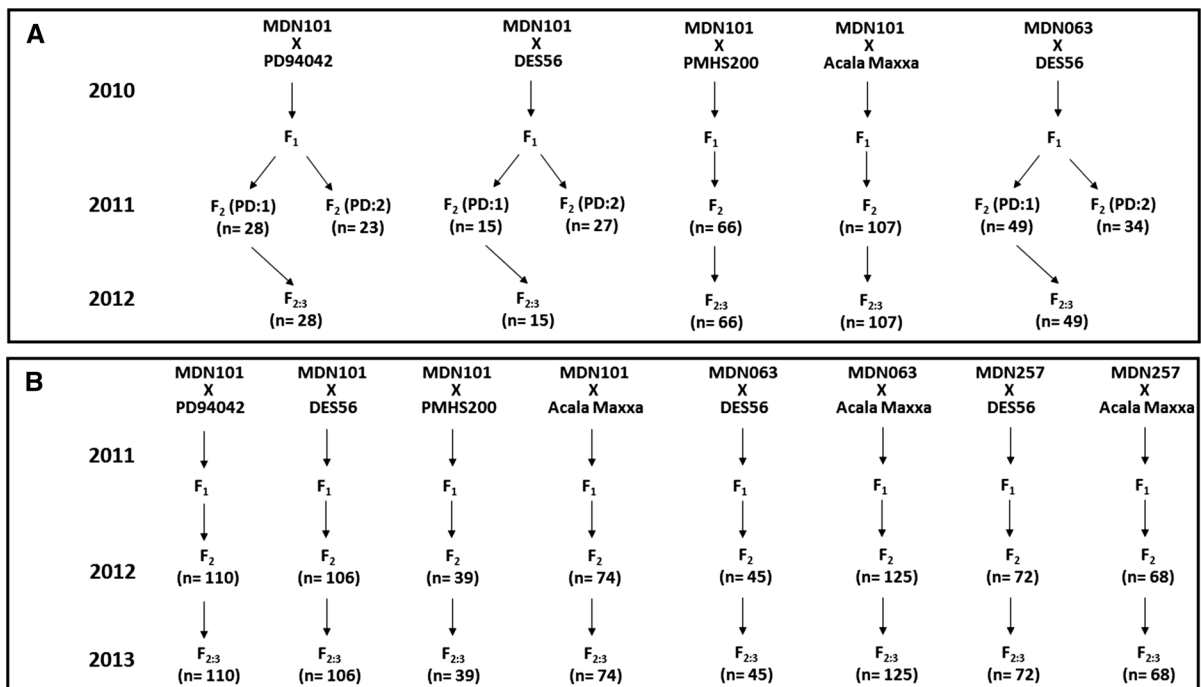 A
MDN101 MDN101 MDN101 MDN101 MDN063
X X X X X
PD94042 DES56 PMHS200 Acala Maxxa DES56
2010
F1 F1 F1 F1 F1
2011 F2 (PD:1) F2 (PD:2) F2 (PD:1) F2 (PD:2) F2 F2 F2 (PD:1) F2 (PD:2)
(n= 28) (n= 23) (n= 15) (n= 27) (n= 66) (n= 107) (n= 49) (n= 34)
2012 F2:3 F2:3 F2:3 F2:3 F2:3
(n= 28) (n= 15) (n= 66) (n= 107) (n= 49)
B
MDN101 MDN101 MDN101 MDN101 MDN063 MDN063 MDN257 MDN257
X X X X X X X X
PD94042 DES56 PMHS200 Acala Maxxa DES56 Acala Maxxa DES56 Acala Maxxa
2011
F1 F1 F1 F1 F1 F1 F1 F1
2012 F2 F2 F2 F2 F2 F2 F2 F2
(n= 110) (n= 106) (n= 39) (n= 74) (n= 45) (n= 125) (n= 72) (n= 68)
2013 F2:3 F2:3 F2:3 F2:3 F2:3 F2:3 F2:3 F2:3
(n= 110) (n= 106) (n= 39) (n= 74) (n= 45) (n= 125) (n= 72) (n= 68)